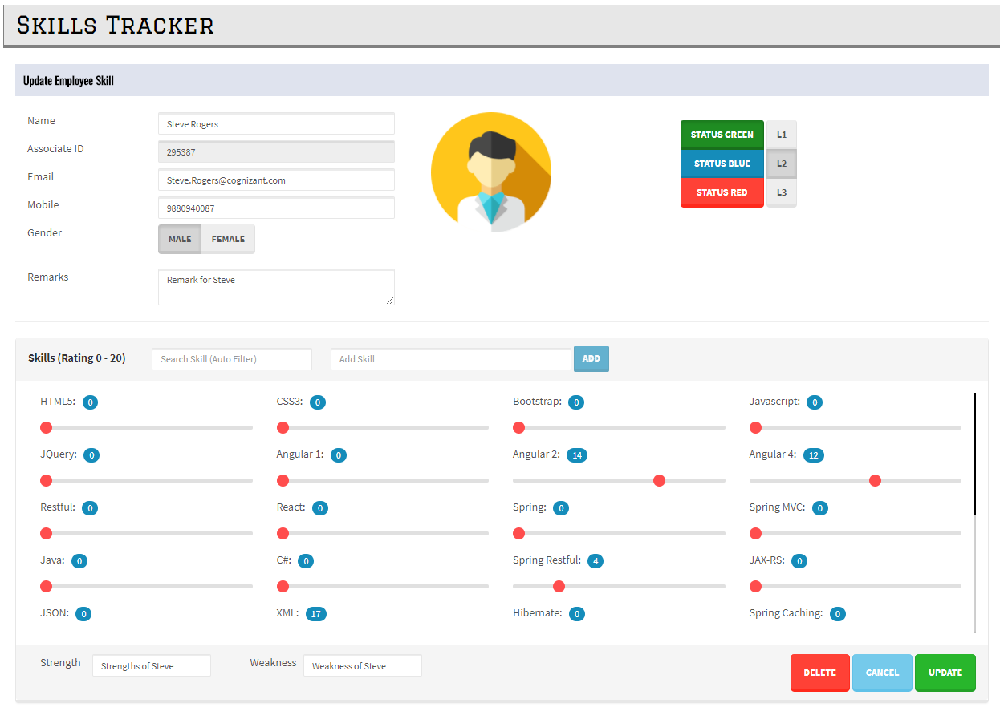 Skills Tracker
Update Employee Skill
Name
Steve Rogers
Associate ID
295387
Email
Steve.Rogers@cognizant.com
Mobile
9880940087
Gender
MALE FEMALE
Remarks
Remark for Steve
STATUS GREEN L1
STATUS BLUE L2
STATUS RED L3
Skills (Rating 0 - 20) Search Skill (Auto Filter) Add Skill ADD
HTML5: 0 CSS3: 0 Bootstrap: 0 Javascript: 0
JQuery: 0 Angular 1: 0 Angular 2: 14 Angular 4: 12
Restful: 0 React: 0 Spring: 0 Spring MVC: 0
Java: 0 C#: 0 Spring Restful: 4 JAX-RS: 0
JSON: 0 XML: 17 Hibernate: 0 Spring Caching: 0
Strength Strengths of Steve Weakness Weakness of Steve DELETE CANCEL UPDATE